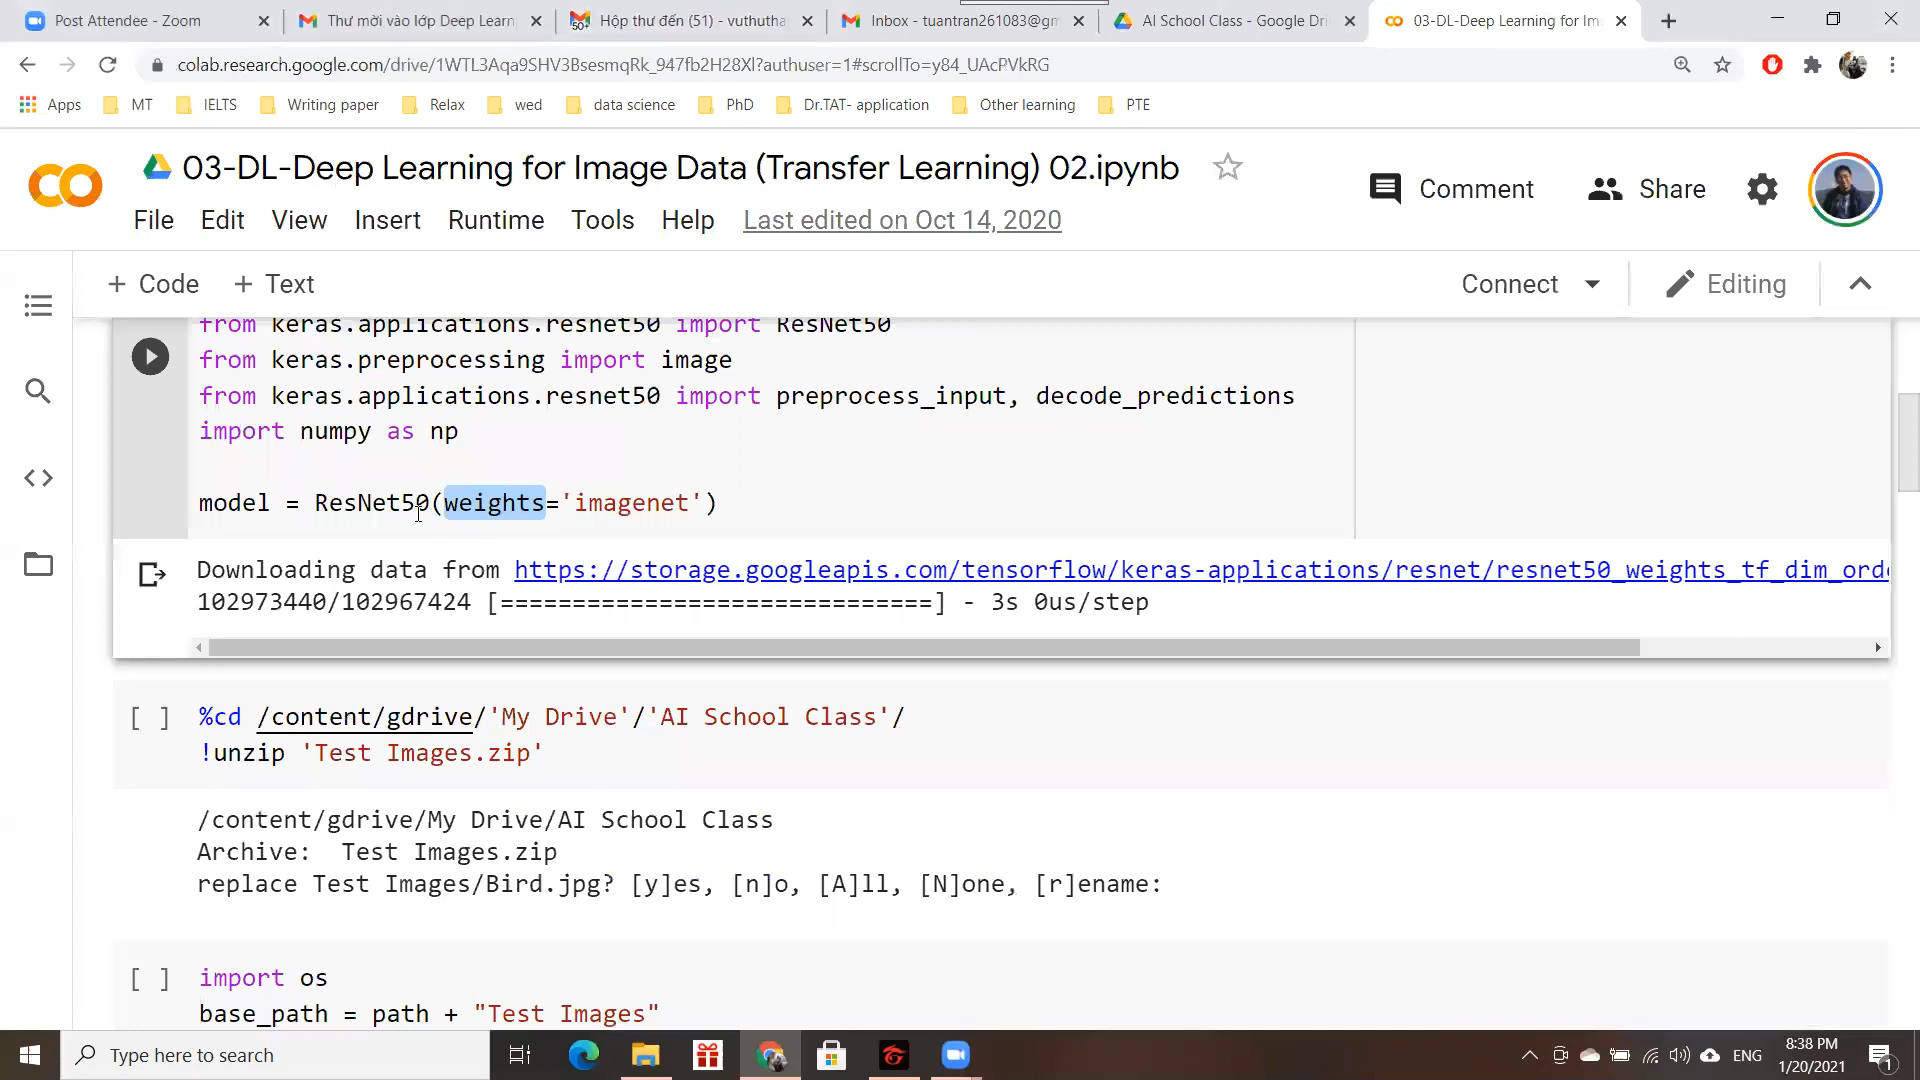 Post Attendee - Zoom
Thư mời vào lớp Deep Learn
Hộp thư đến (51) - vuthutha
Inbox - tuantran261083@gm
AI School Class - Google Dri
03-DL-Deep Learning for Im
colab.research.google.com/drive/1WTL3Aqa9SHV3BsesmqRk_947fb2H28Xl?authuser=1#scrollTo=y84_UAcPVkRG
Apps MT IELTS Writing paper Relax wed data science PhD Dr.TAT- application Other learning PTE
03-DL-Deep Learning for Image Data (Transfer Learning) 02.ipynb
Comment Share
File Edit View Insert Runtime Tools Help Last edited on Oct 14, 2020
+ Code + Text Connect Editing
from keras.applications.resnet50 import ResNet50
from keras.preprocessing import image
from keras.applications.resnet50 import preprocess_input, decode_predictions
import numpy as np
model = ResNet50(weights='imagenet')
Downloading data from https://storage.googleapis.com/tensorflow/keras-applications/resnet/resnet50_weights_tf_dim_orde
102973440/102967424 [==============================] - 3s 0us/step
[ ] %cd /content/gdrive/'My Drive'/'AI School Class'/
!unzip 'Test Images.zip'
/content/gdrive/My Drive/AI School Class
Archive:  Test Images.zip
replace Test Images/Bird.jpg? [y]es, [n]o, [A]ll, [N]one, [r]ename:
[ ] import os
base_path = path + "Test Images"
Type here to search
ENG
8:38 PM
1/20/2021
1